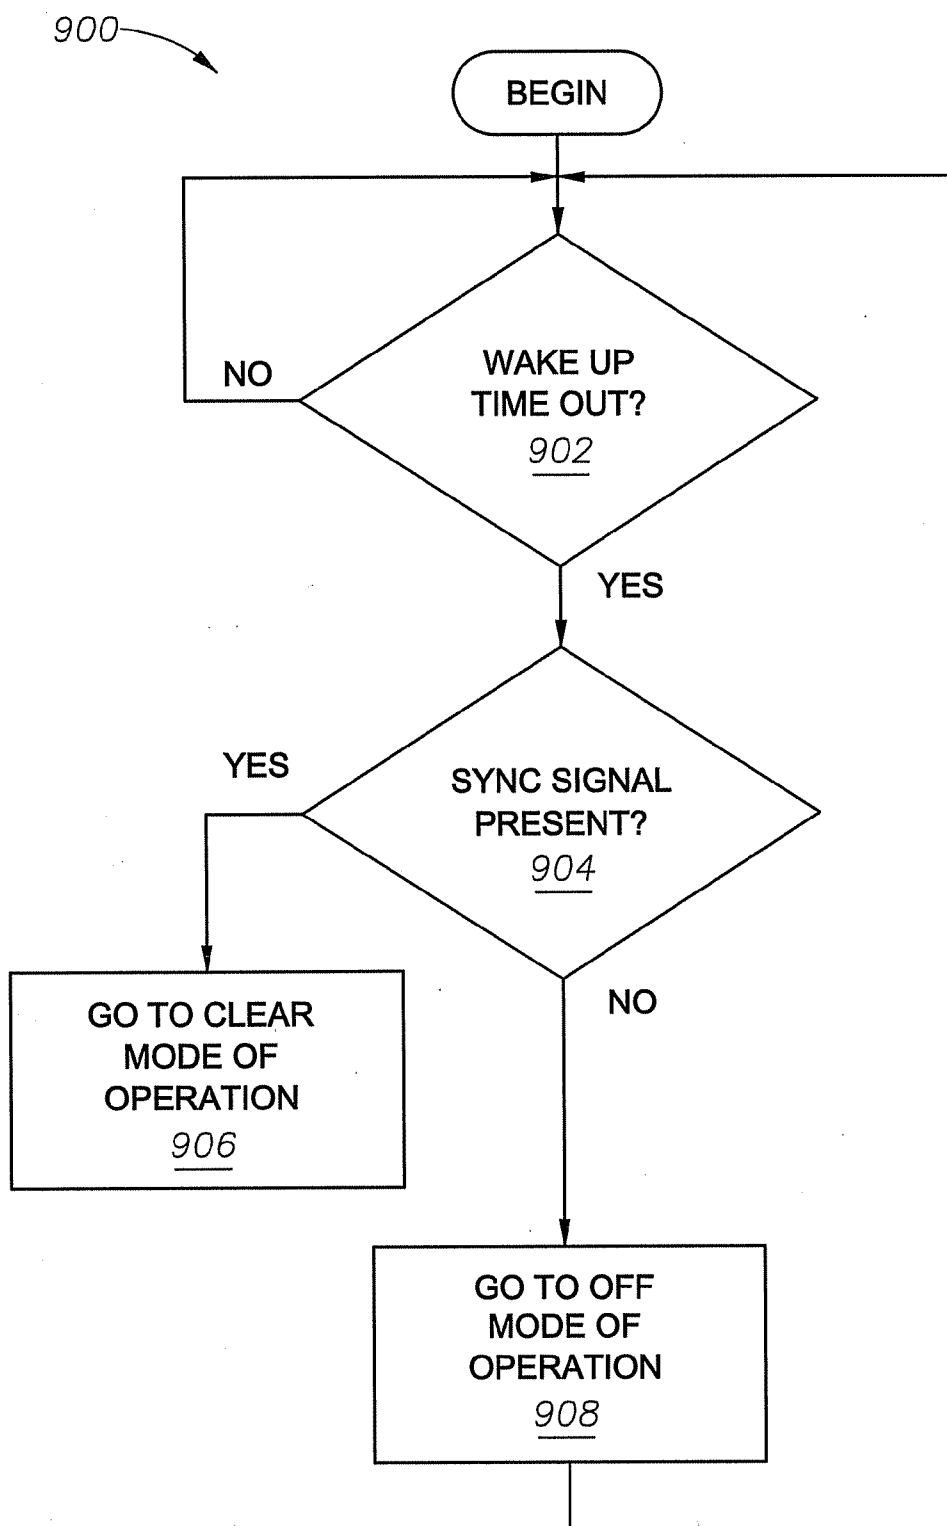 900
BEGIN
WAKE UP
TIME OUT?
902
NO
YES
SYNC SIGNAL
PRESENT?
904
YES
NO
GO TO CLEAR
MODE OF
OPERATION
906
GO TO OFF
MODE OF
OPERATION
908